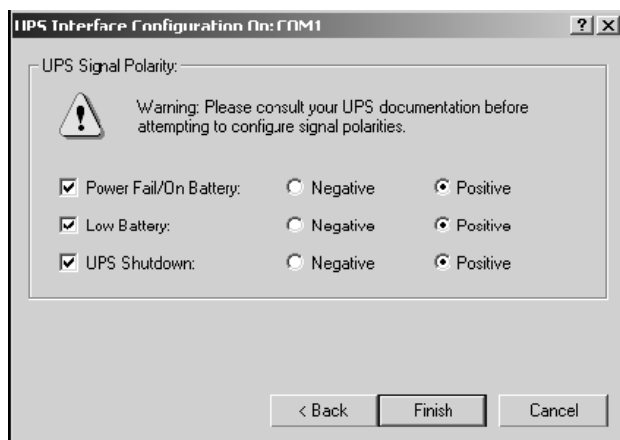 UPS Interface Configuration On: COM1
? X
UPS Signal Polarity:
Warning: Please consult your UPS documentation before
attempting to configure signal polarities.
Power Fail/On Battery: Negative Positive
Low Battery: Negative Positive
UPS Shutdown: Negative Positive
< Back Finish Cancel